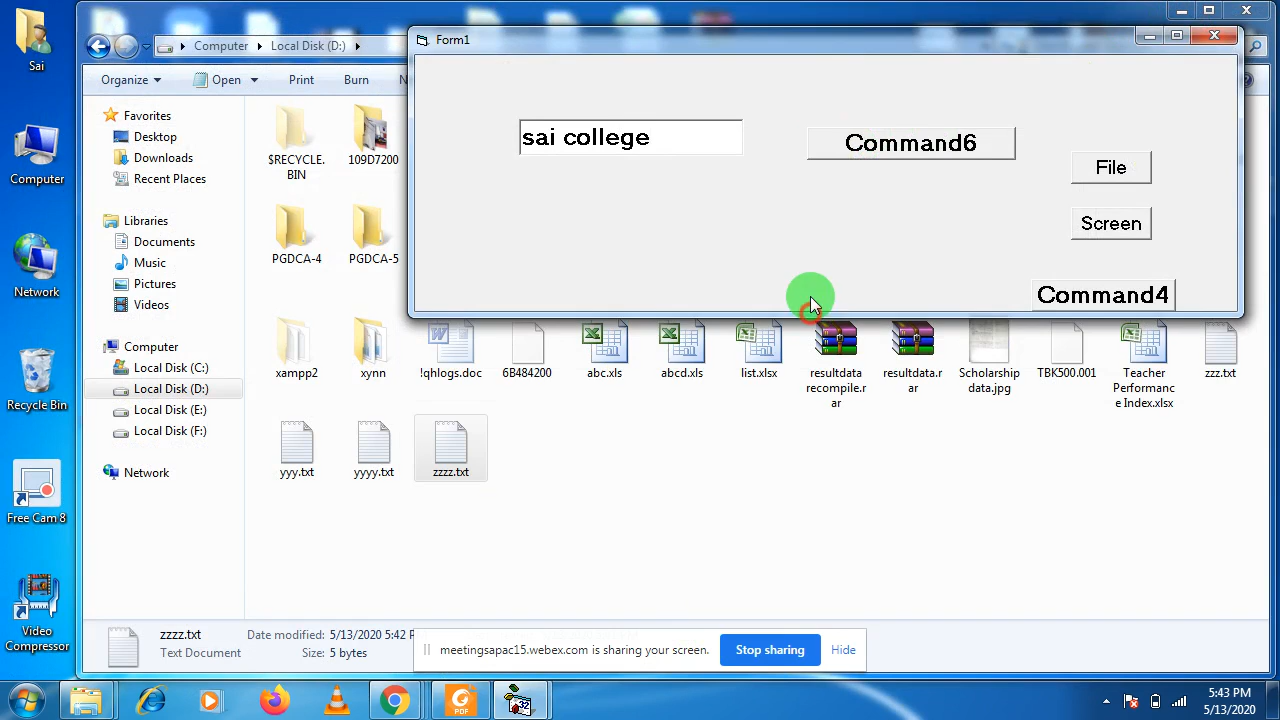 Sai
Computer
Network
Recycle Bin
Free Cam 8
Video
Compressor
Computer
Local Disk (D:)
Organize
Open
Print
Burn
N
Favorites
Desktop
Downloads
Recent Places
Libraries
Documents
Music
Pictures
Videos
Computer
Local Disk (C:)
Local Disk (D:)
Local Disk (E:)
Local Disk (F:)
Network
$RECYCLE.
BIN
109D7200
PGDCA-4
PGDCA-5
Form1
sai college
Command6
File
Screen
Command4
xampp2
xynn
!qhlogs.doc
6B484200
abc.xls
abcd.xls
list.xlsx
resultdata
recompile.r
ar
resultdata.r
ar
Scholarship
data.jpg
TBK500.001
Teacher
Performanc
e Index.xlsx
zzz.txt
yyy.txt
yyyy.txt
zzzz.txt
zzzz.txt
Date modified: 5/13/2020 5:42 P
Text Document
Size: 5 bytes
meetingsapac15.webex.com is sharing your screen.
Stop sharing
Hide
PDF
32
5:43 PM
5/13/2020